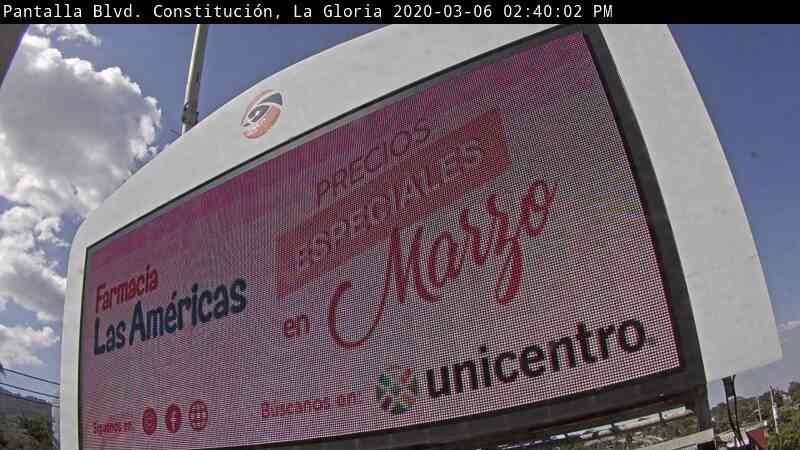 Pantalla Blvd. Constitución, La Gloria 2020-03-06 02:40:02 PM
PRECIOS
ESPECIALES
en Marzo
Farmacia
Las Américas
Síguenos en:
Búscanos en:
unicentro